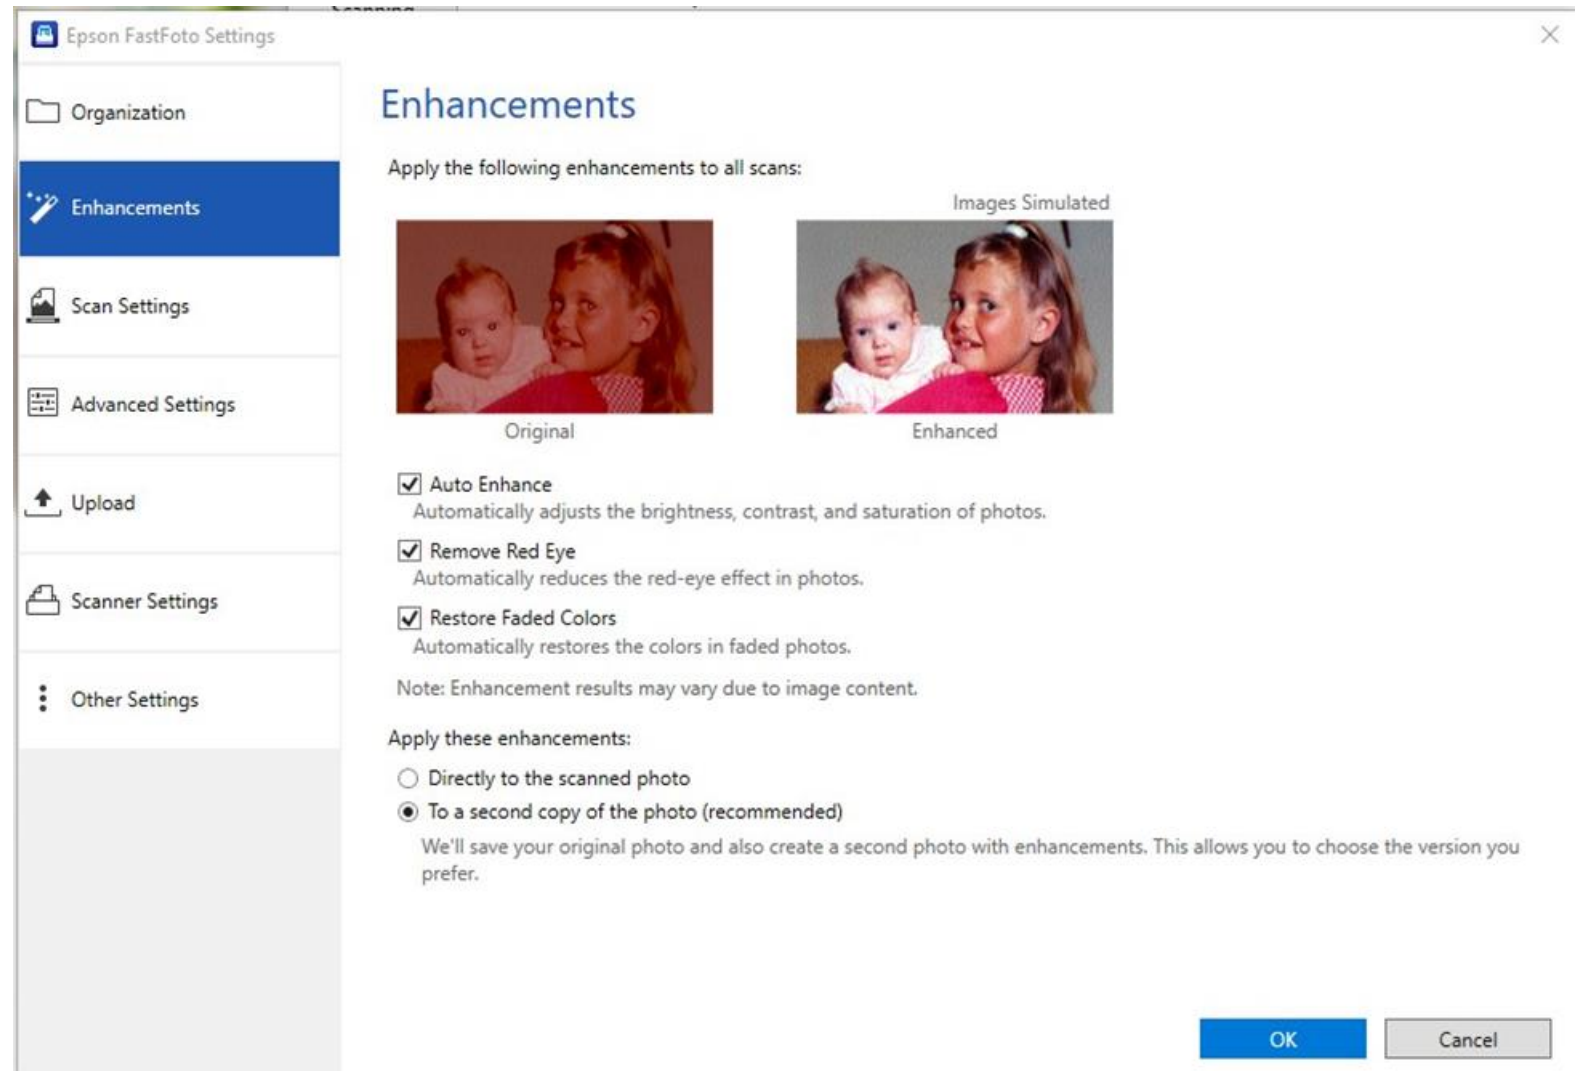 Scanning
Epson FastFoto Settings
Organization
Enhancements
Scan Settings
Advanced Settings
Upload
Scanner Settings
Other Settings
Enhancements
Apply the following enhancements to all scans:
Images Simulated
Original
Enhanced
Auto Enhance
Automatically adjusts the brightness, contrast, and saturation of photos.
Remove Red Eye
Automatically reduces the red-eye effect in photos.
Restore Faded Colors
Automatically restores the colors in faded photos.
Note: Enhancement results may vary due to image content.
Apply these enhancements:
Directly to the scanned photo
To a second copy of the photo (recommended)
We'll save your original photo and also create a second photo with enhancements. This allows you to choose the version you
prefer.
OK
Cancel